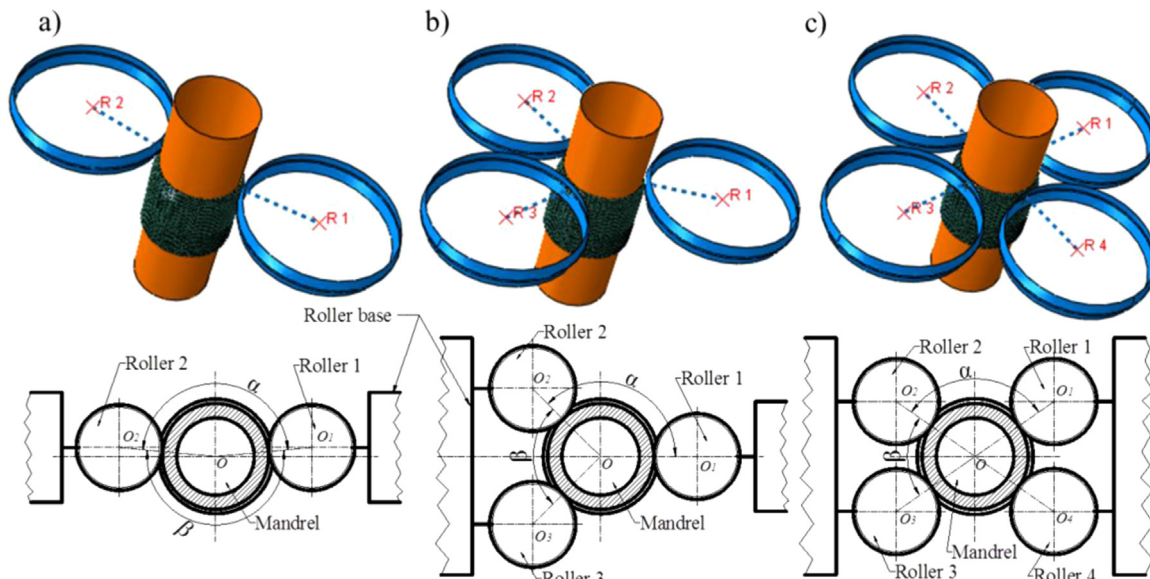 a)
R 2
R 1
b)
R 2
R 1
R 3
c)
R 2
R 1
R 3
R 4
Roller base
Roller 2
Roller 1
α
O2
O1
O
β
Mandrel
Roller 2
Roller 1
α
O2
β
O
O1
O3
Mandrel
Roller 3
Roller 2
Roller 1
α
O2
O1
β
O
O3
O4
Mandrel
Roller 3
Roller 4